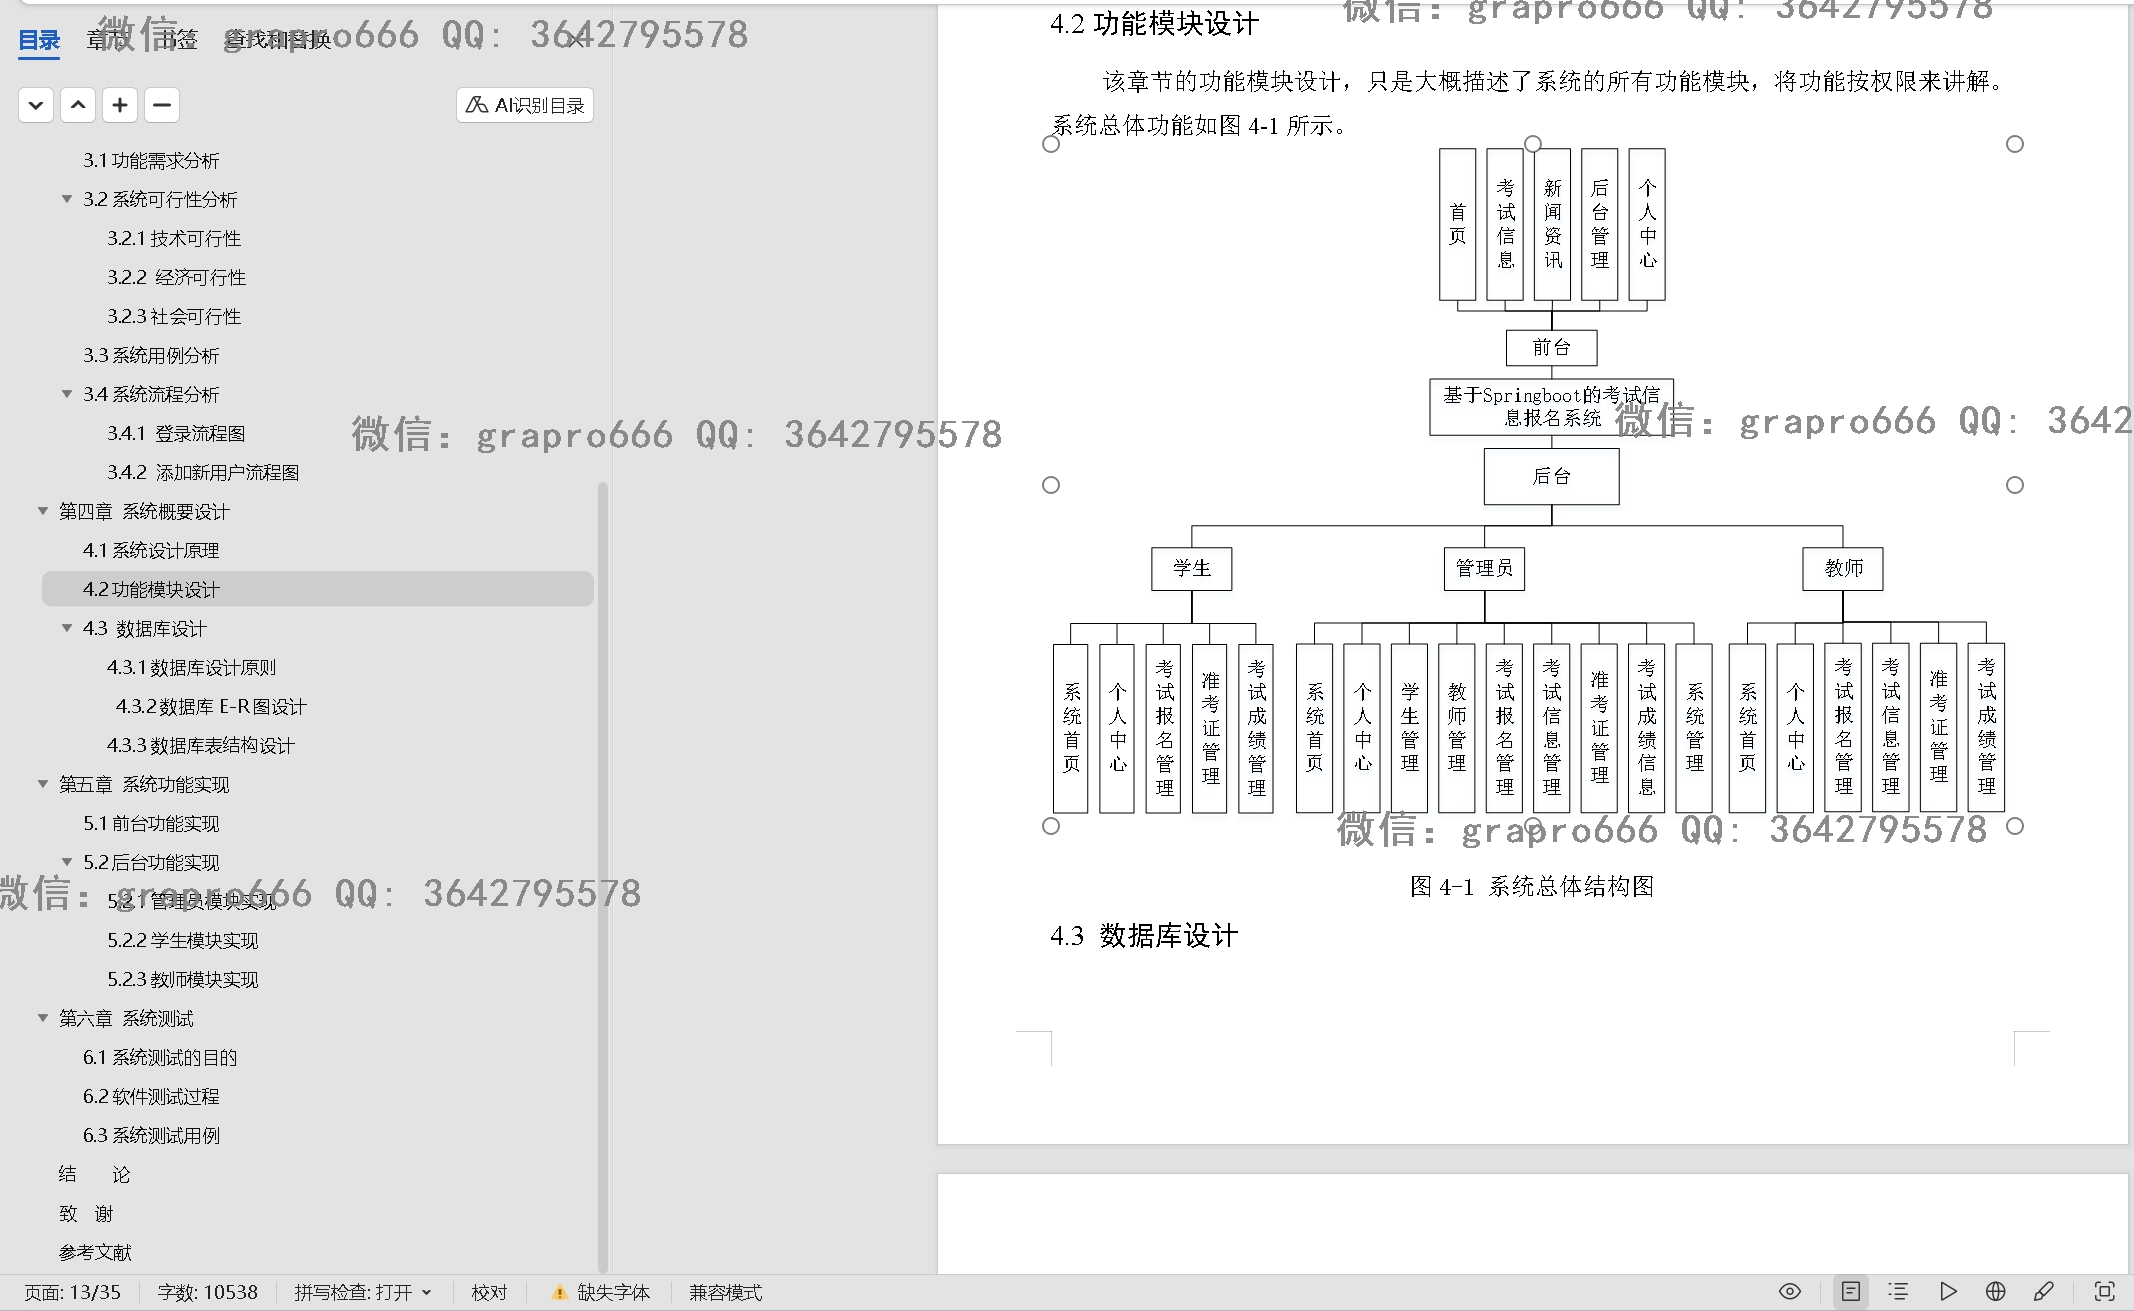 目录 书签 查找和替换
微信：grapro666 QQ: 3642795578
AI识别目录
3.1功能需求分析
3.2系统可行性分析
3.2.1技术可行性
3.2.2 经济可行性
3.2.3社会可行性
3.3系统用例分析
3.4系统流程分析
3.4.1 登录流程图
3.4.2 添加新用户流程图
第四章 系统概要设计
4.1系统设计原理
4.2功能模块设计
4.3 数据库设计
4.3.1数据库设计原则
4.3.2数据库 E-R图设计
4.3.3数据库表结构设计
第五章 系统功能实现
5.1前台功能实现
5.2后台功能实现
5.2.1管理员模块实现
5.2.2学生模块实现
5.2.3教师模块实现
第六章 系统测试
6.1系统测试的目的
6.2软件测试过程
6.3系统测试用例
结 论
致 谢
参考文献
微信：grapro666 QQ: 3642795578
微信：grapro666 QQ: 3642795578
微信：grapro666 QQ: 3642795578
4.2功能模块设计
该章节的功能模块设计，只是大概描述了系统的所有功能模块，将功能按权限来讲解。
系统总体功能如图 4-1 所示。
首页
考试信息
新闻资讯
后台管理
个人中心
前台
基于Springboot的考试信
息报名系统
微信：grapro666 QQ: 3642
后台
学生
管理员
教师
系统首页
个人中心
考试报名管理
准考证管理
考试成绩管理
系统首页
个人中心
学生管理
教师管理
考试报名管理
考试信息管理
准考证管理
考试成绩信息
系统管理
系统首页
个人中心
考试报名管理
考试信息管理
准考证管理
考试成绩管理
微信：grapro666 QQ: 3642795578
图 4-1 系统总体结构图
4.3 数据库设计
页面: 13/35 字数: 10538 拼写检查: 打开 校对 缺失字体 兼容模式